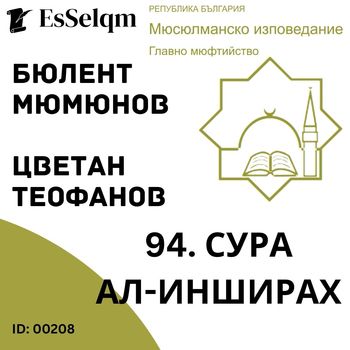 EsSelqm
РЕПУБЛИКА БЪЛГАРИЯ
Мюсюлманско изповедание
Главно мюфтийство
БЮЛЕНТ
МЮМЮНОВ
ЦВЕТАН
ТЕОФАНОВ
94. СУРА
АЛ-ИНШИРАХ
ID: 00208